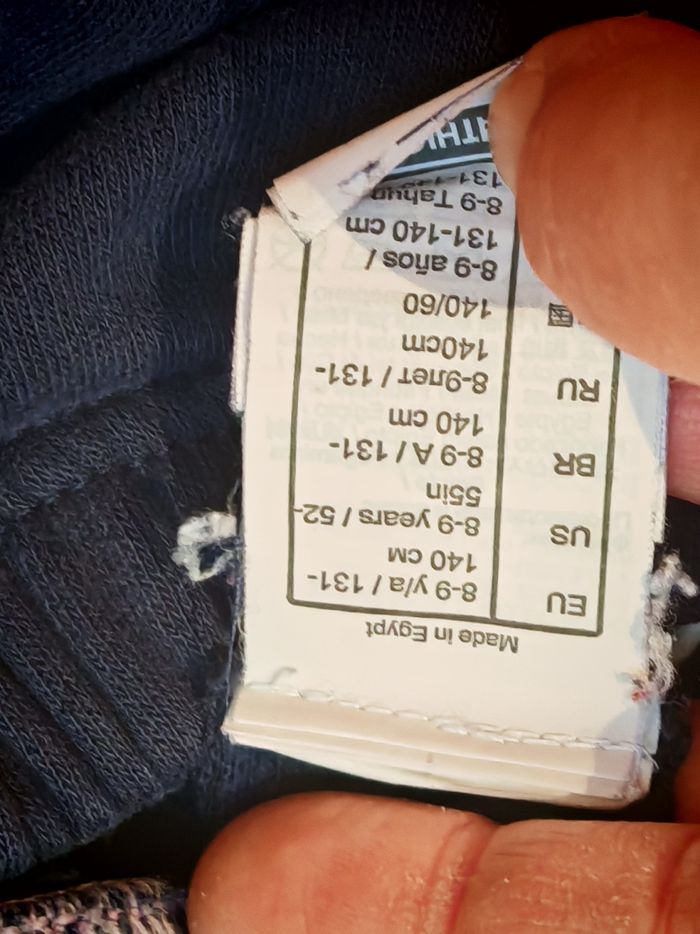 Made in Egypt
EU 8-9 y/a / 131-
140 CM
US 8-9 years / 52-
55in
BR 8-9 A / 131-
140 cm
RU 8-9лет / 131-
140cm
140/60
8-9 años /
131-140 cm
8-9 Tahun